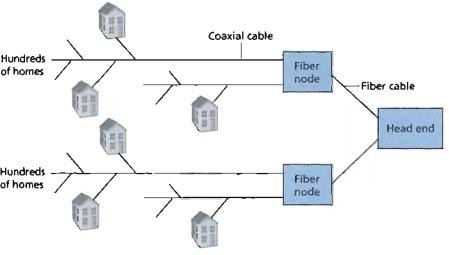 Coaxial cable
Hundreds
of homes
Fiber
node
Fiber cable
Head end
Hundreds
of homes
Fiber
node